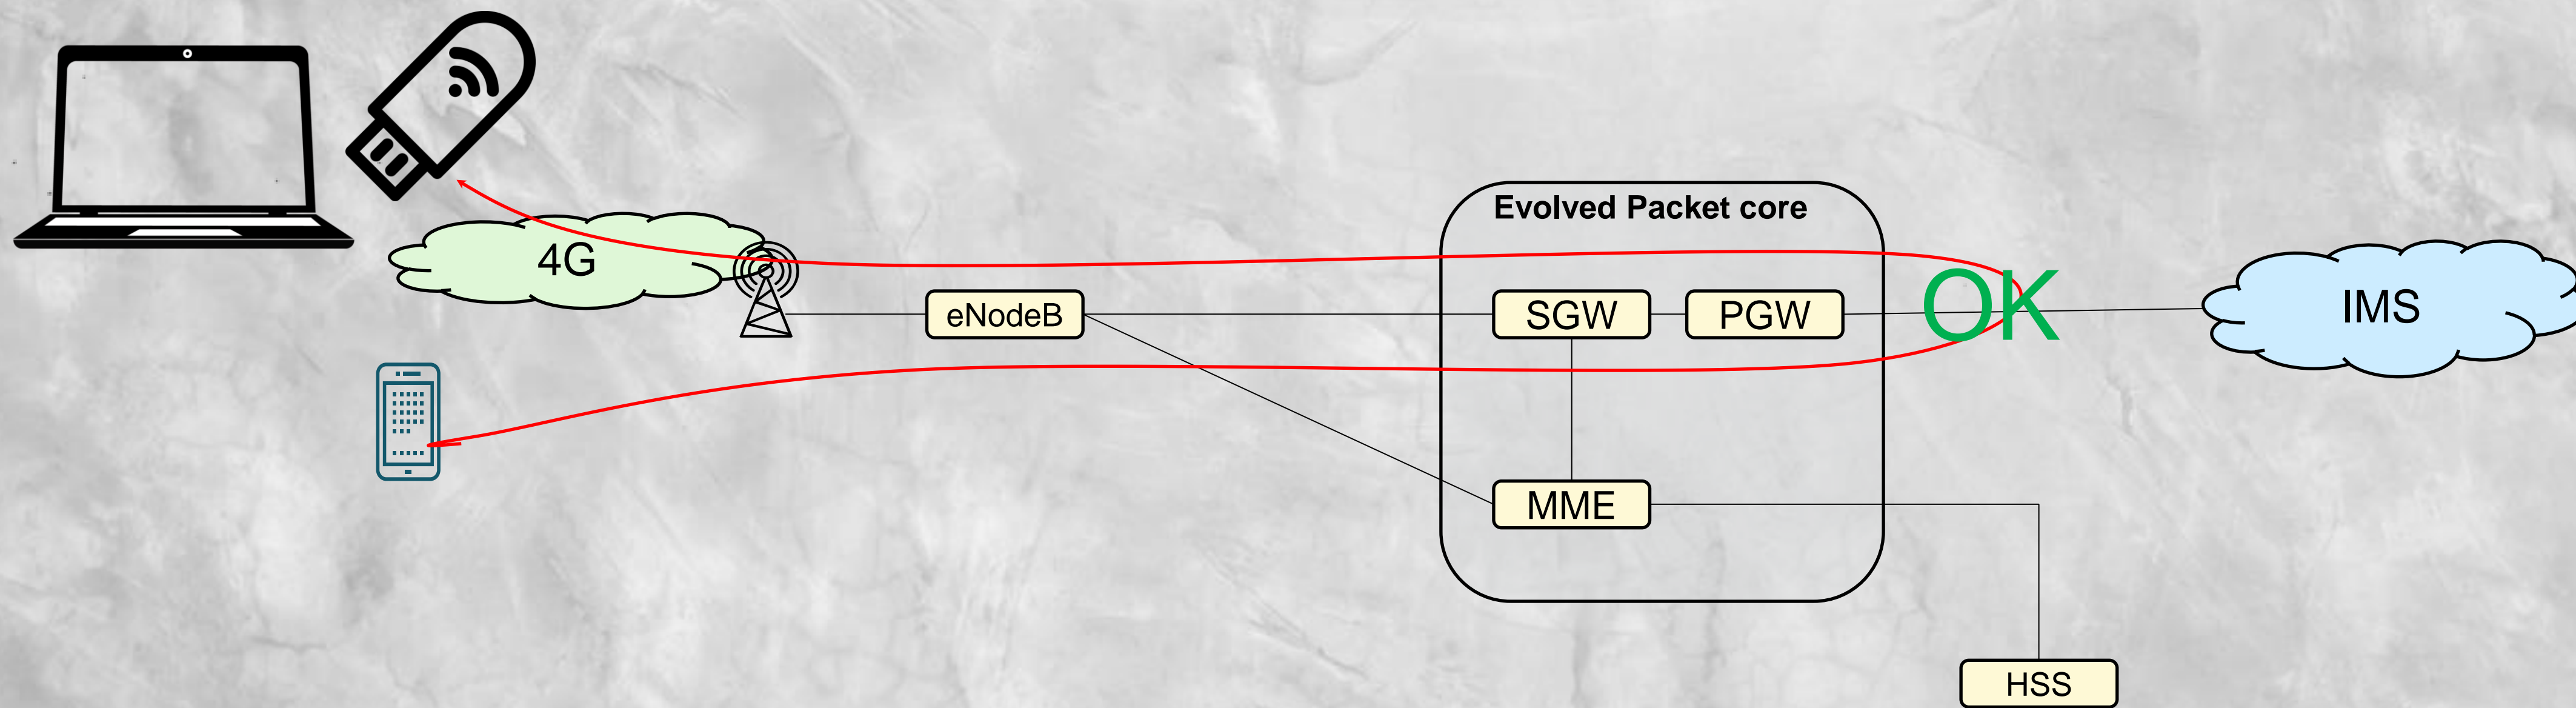 Evolved Packet core
4G
eNodeB
SGW
PGW
OK
IMS
MME
HSS